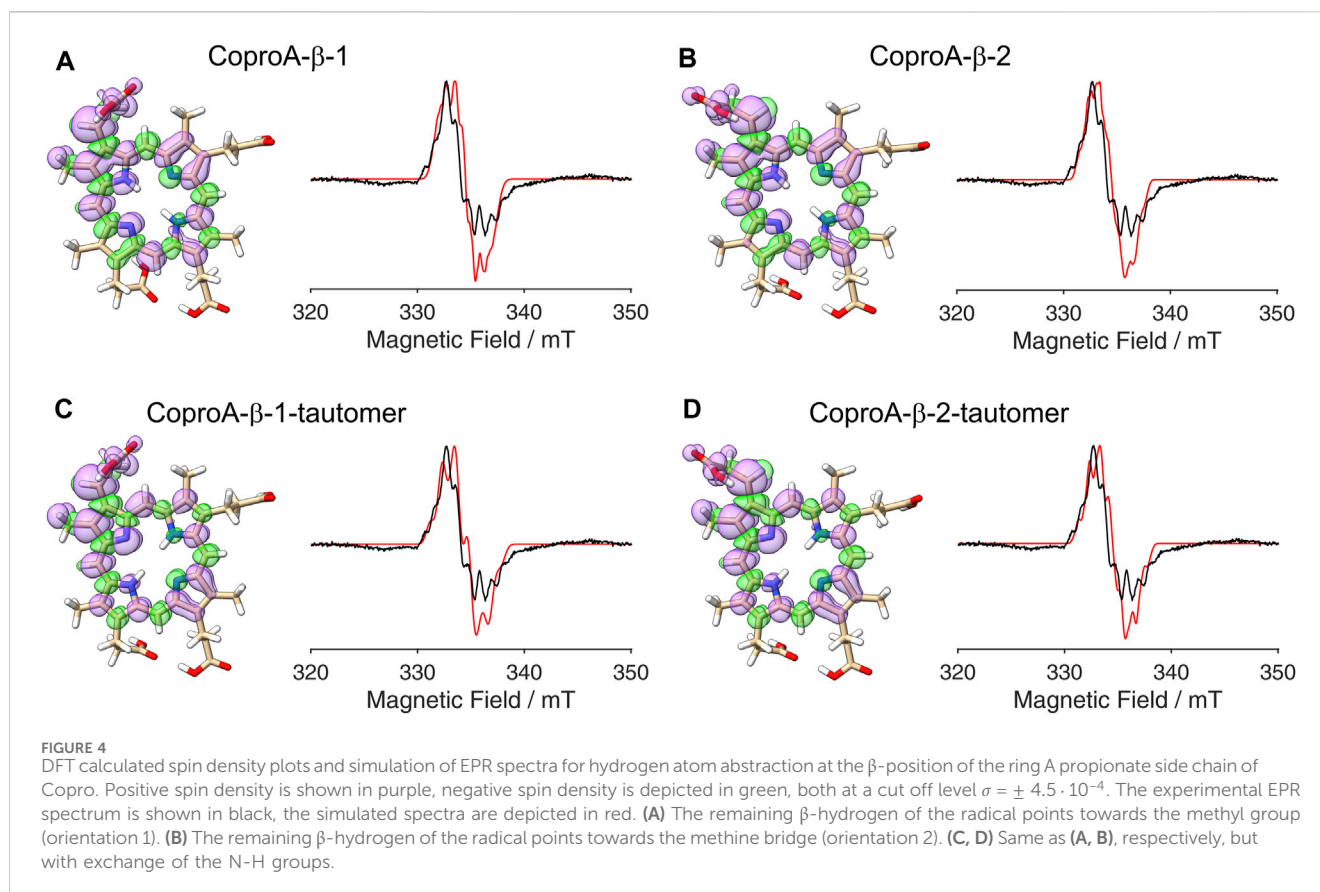 A
CoproA-β-1
320 330 340 350
Magnetic Field / mT
B
CoproA-β-2
320 330 340 350
Magnetic Field / mT
C
CoproA-β-1-tautomer
320 330 340 350
Magnetic Field / mT
D
CoproA-β-2-tautomer
320 330 340 350
Magnetic Field / mT
FIGURE 4
DFT calculated spin density plots and simulation of EPR spectra for hydrogen atom abstraction at the β-position of the ring A propionate side chain of
Copro. Positive spin density is shown in purple, negative spin density is depicted in green, both at a cut off level σ = ± 4.5 · 10⁻⁴. The experimental EPR
spectrum is shown in black, the simulated spectra are depicted in red. (A) The remaining β-hydrogen of the radical points towards the methyl group
(orientation 1). (B) The remaining β-hydrogen of the radical points towards the methine bridge (orientation 2). (C, D) Same as (A, B), respectively, but
with exchange of the N-H groups.